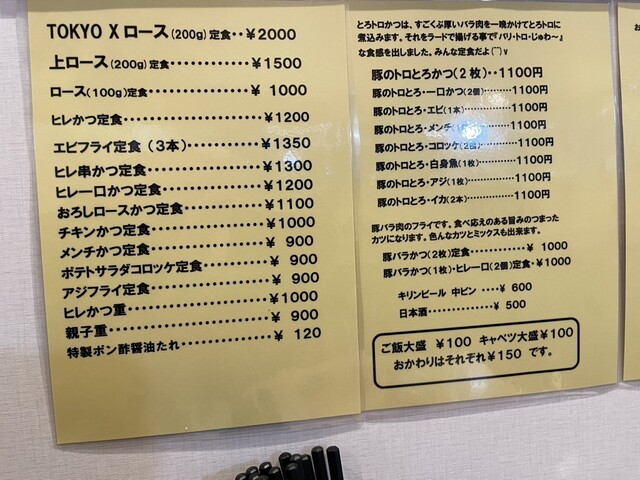 TOKYO X ロース(200g)定食‥¥2000
上ロース(200g)定食‥‥‥‥¥1500
ロース(100g)定食‥‥‥‥‥¥ 1000
ヒレかつ定食‥‥‥‥‥‥‥‥¥1200
エビフライ定食(3本)‥‥‥‥¥1350
ヒレ串かつ定食‥‥‥‥‥‥‥¥1300
ヒレ一口かつ定食‥‥‥‥‥‥¥1200
おろしロースかつ定食‥‥‥‥¥1100
チキンかつ定食‥‥‥‥‥‥‥¥1000
メンチかつ定食‥‥‥‥‥‥‥¥ 900
ポテトサラダコロッケ定食‥‥¥ 900
アジフライ定食‥‥‥‥‥‥‥¥ 900
ヒレかつ重‥‥‥‥‥‥‥‥‥¥1000
親子重‥‥‥‥‥‥‥‥‥‥‥¥ 900
特製ポン酢醤油たれ‥‥‥‥‥¥ 120
とろトロかつは、すごくぶ厚いバラ肉を一晩かけてとろトロに
煮込みます。それをラードで揚げる事で『バリ・トロ・じゅわ〜』
な食感を出しました。みんな定食だよ(⌒)v
豚のトロとろかつ(2枚)‥1100円
豚のトロとろ・一口かつ(2個)‥‥‥1100円
豚のトロとろ・エビ(1本)‥‥‥‥1100円
豚のトロとろ・メンチ‥‥‥1100円
豚のトロとろ・コロッケ(2個)‥‥‥1100円
豚のトロとろ・白身魚(1枚)‥‥‥1100円
豚のトロとろ・アジ(1枚)‥‥‥‥1100円
豚のトロとろ・イカ(2本)‥‥‥‥1100円
豚バラ肉のフライです。食べ応えのある旨みのつまった
カツになります。色んなカツとミックスも出来ます。
豚バラかつ(2枚)定食‥‥‥‥‥¥ 1000
豚バラかつ(1枚)・ヒレ一口(2個)定食・¥1000
キリンビール 中ビン ‥‥¥ 600
日本酒‥‥‥‥‥‥¥ 500
ご飯大盛 ¥100 キャベツ大盛¥100
おかわりはそれぞれ¥150 です。